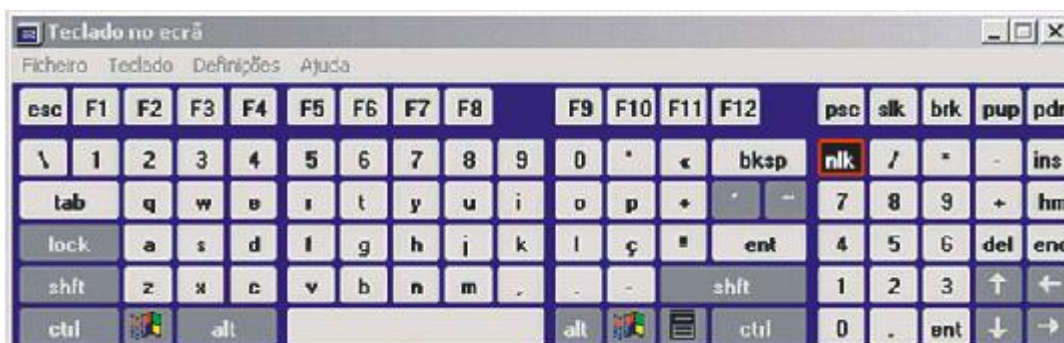 Teclado no ecrã
Ficheiro Teclado Definições Ajuda
esc F1 F2 F3 F4 F5 F6 F7 F8 F9 F10 F11 F12 psc slk brk pup pdn
\ 1 2 3 4 5 6 7 8 9 0 ' « bksp nlk / * - ins
tab q w e r t y u i o p + ´ ~ 7 8 9 + hm
lock a s d f g h j k l ç º ent 4 5 6 del end
shft z x c v b n m , . - shft 1 2 3 ↑ ←
ctrl alt alt ctrl 0 . ent ↓ →